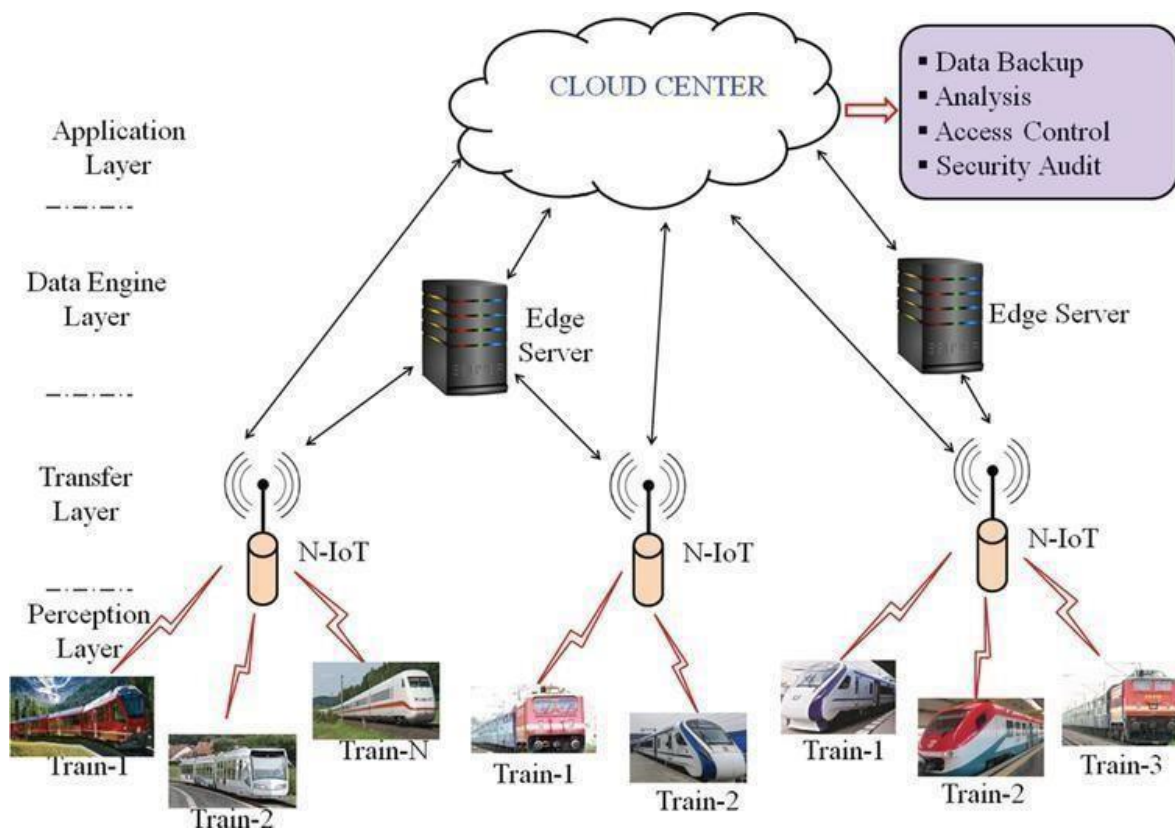 CLOUD CENTER
▪ Data Backup
▪ Analysis
▪ Access Control
▪ Security Audit
Application
Layer
Data Engine
Layer
Edge
Server
Edge Server
Transfer
Layer
N-IoT
N-IoT
N-IoT
Perception
Layer
Train-1
Train-2
Train-N
Train-1
Train-2
Train-1
Train-2
Train-3